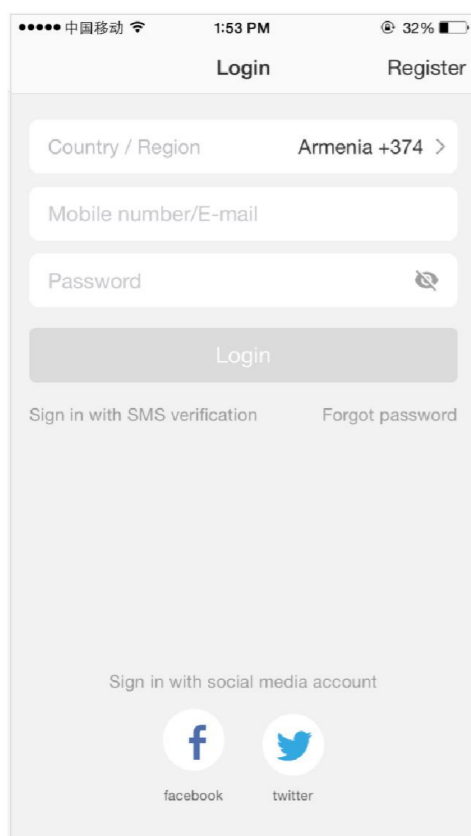 中国移动 1:53 PM 32%
Login Register
Country / Region Armenia +374 >
Mobile number/E-mail
Password
Login
Sign in with SMS verification Forgot password
Sign in with social media account
f
facebook twitter